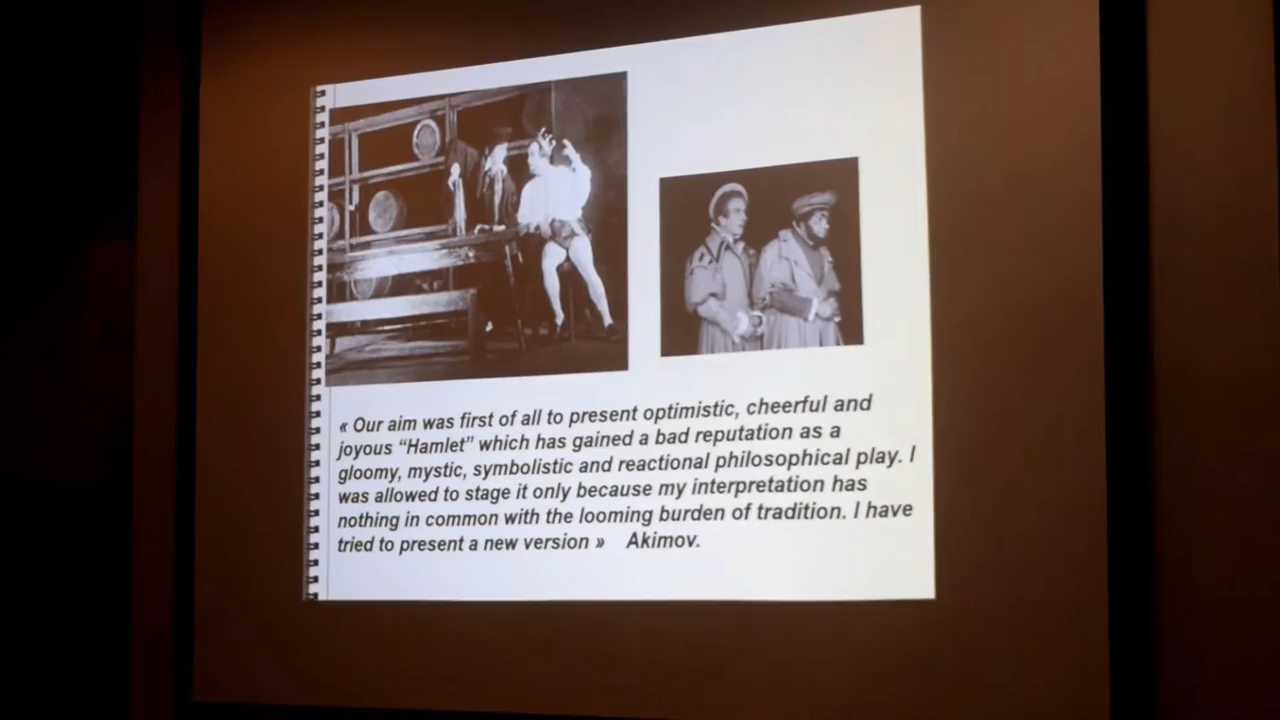 « Our aim was first of all to present optimistic, cheerful and
joyous “Hamlet” which has gained a bad reputation as a
gloomy, mystic, symbolistic and reactional philosophical play. I
was allowed to stage it only because my interpretation has
nothing in common with the looming burden of tradition. I have
tried to present a new version » Akimov.